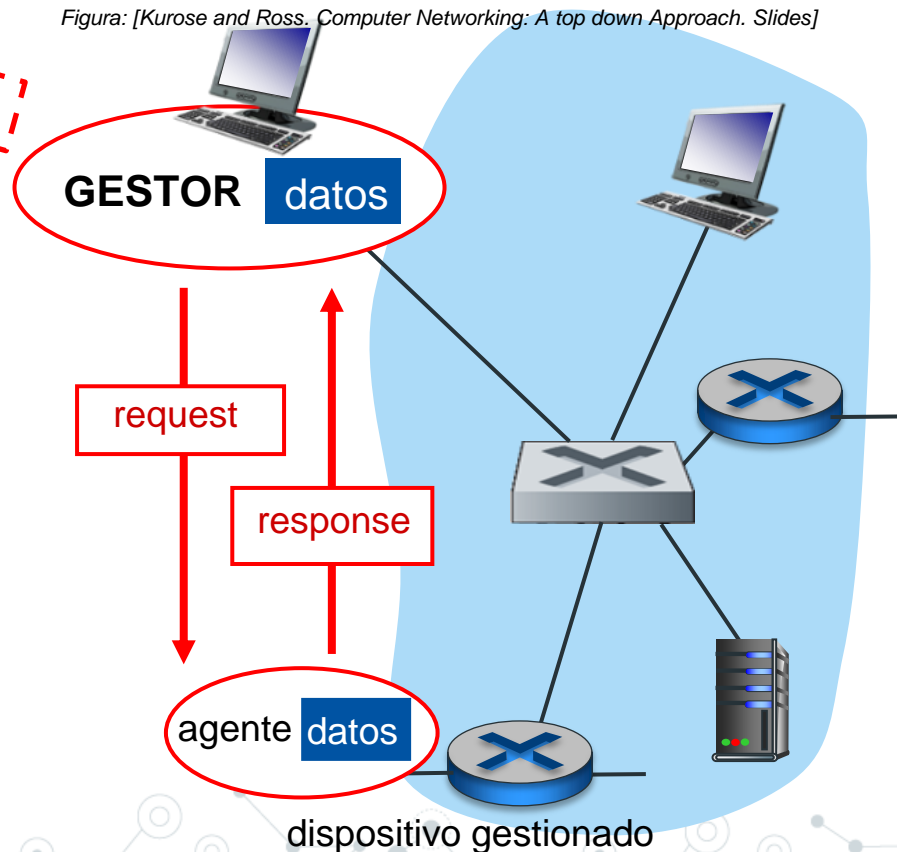 Figura: [Kurose and Ross. Computer Networking: A top down Approach. Slides]
GESTOR datos
request
response
agente datos
dispositivo gestionado